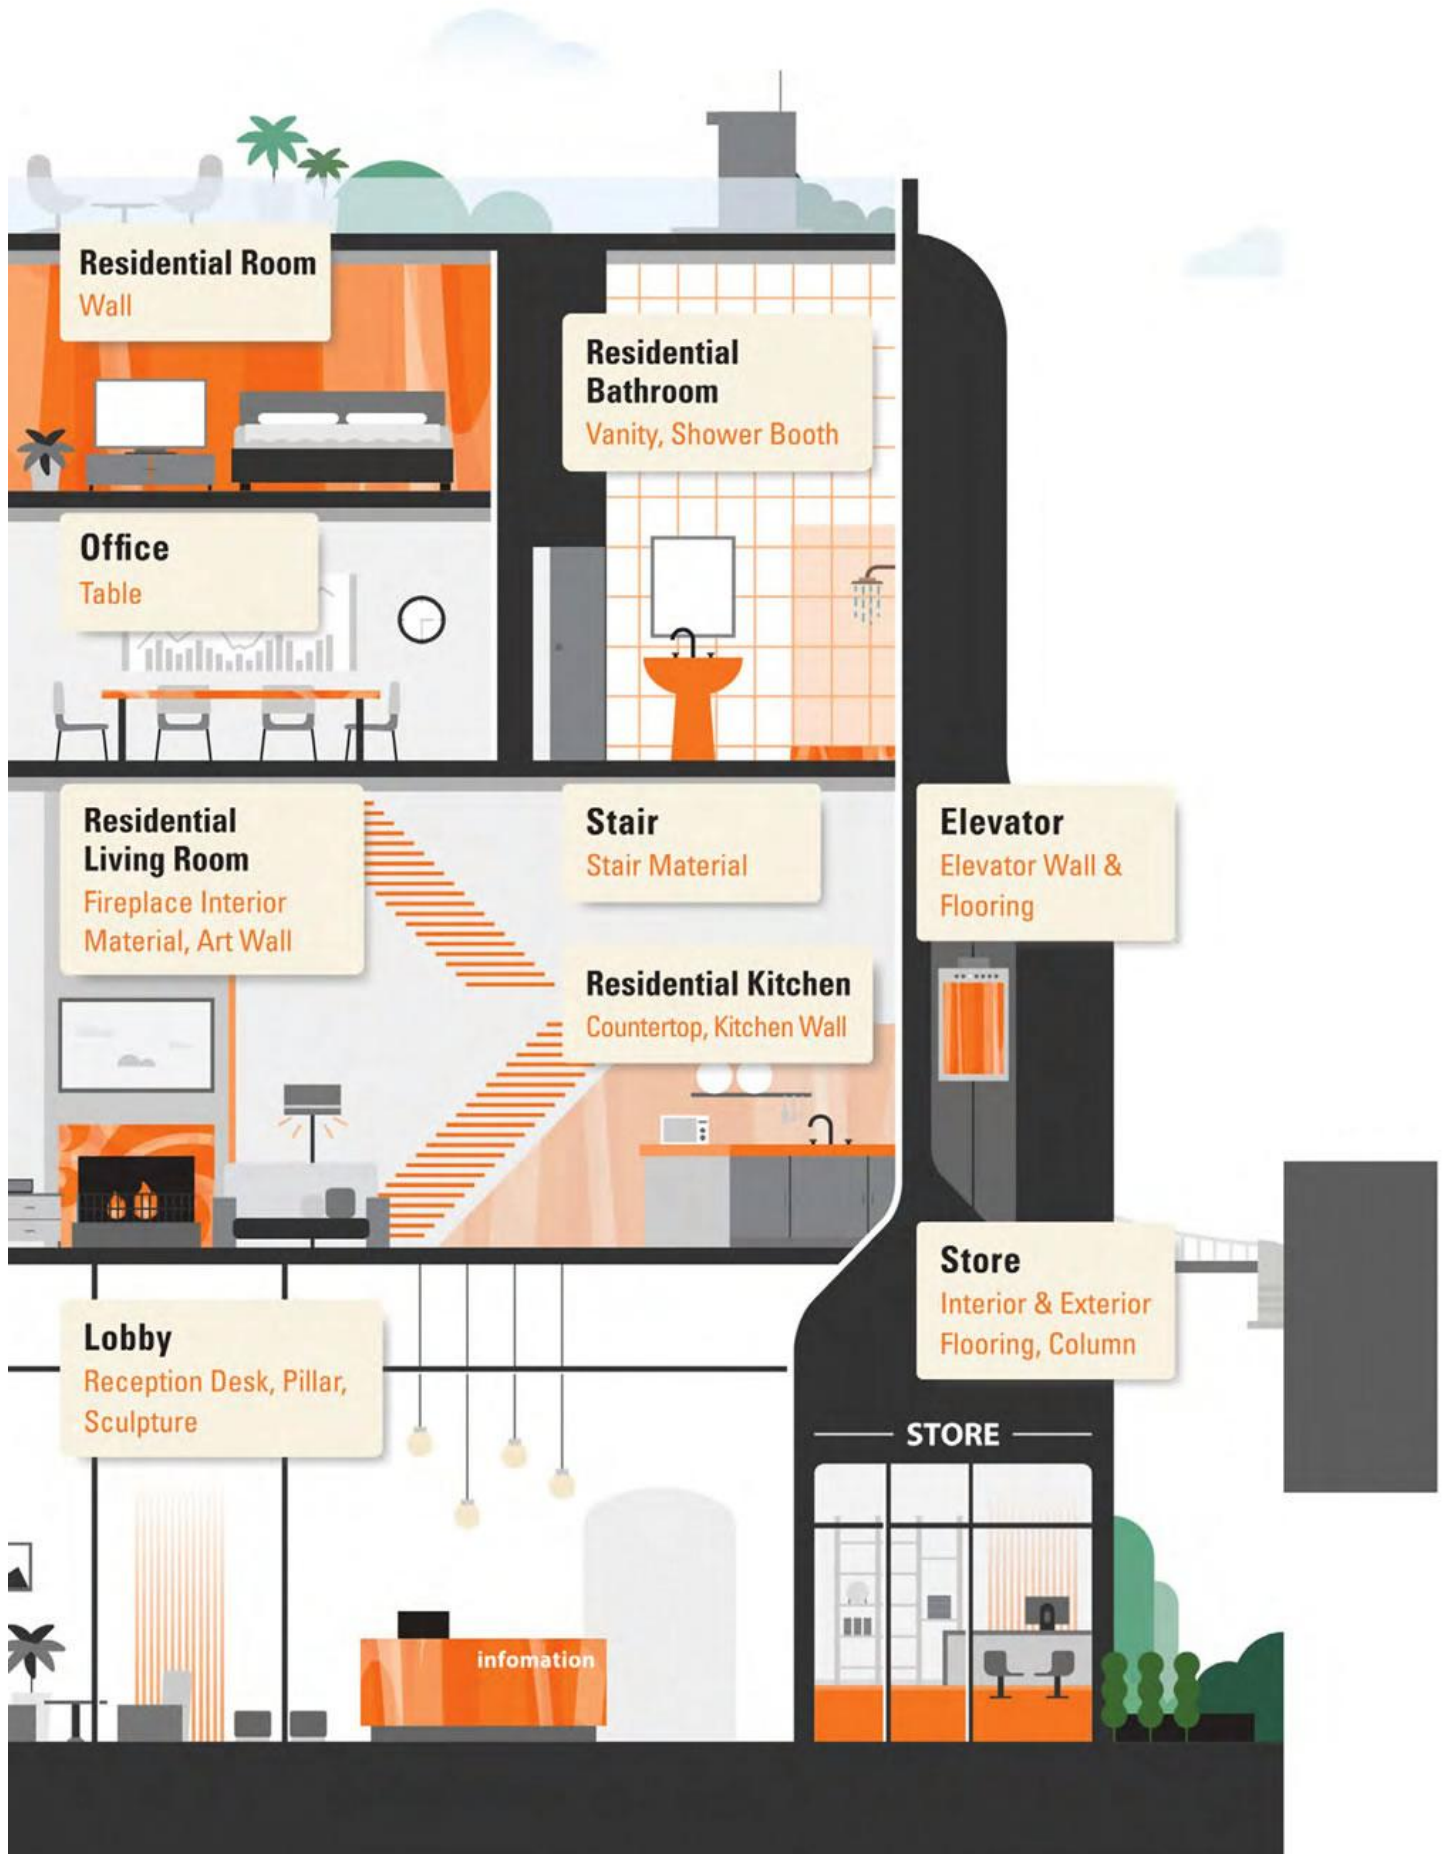 Residential Room
Wall
Residential
Bathroom
Vanity, Shower Booth
Office
Table
Residential
Living Room
Fireplace Interior
Material, Art Wall
Stair
Stair Material
Elevator
Elevator Wall &
Flooring
Residential Kitchen
Countertop, Kitchen Wall
Store
Interior & Exterior
Flooring, Column
Lobby
Reception Desk, Pillar,
Sculpture
STORE
infomation